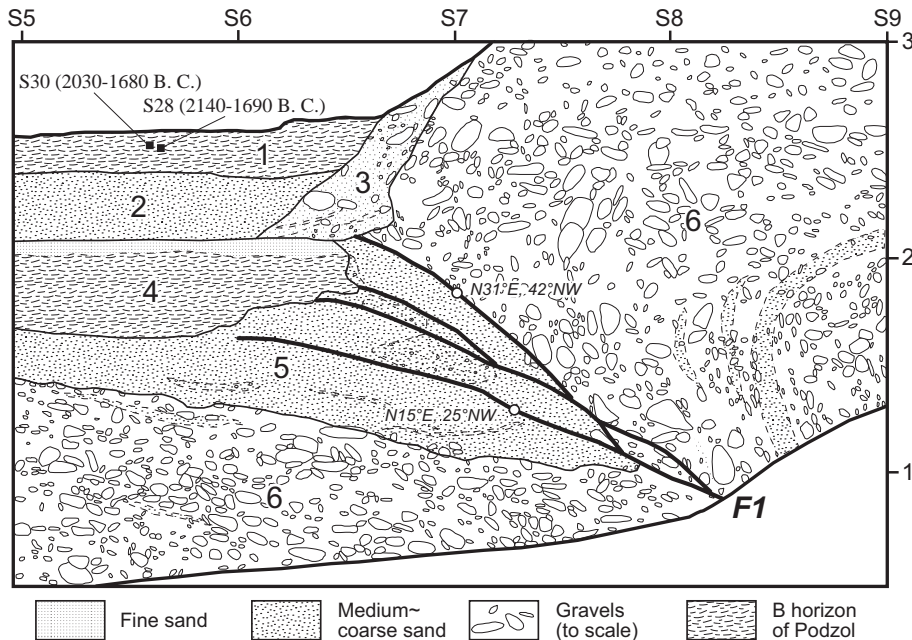 S5 S6 S7 S8 S9
3
S30 (2030-1680 B. C.)
S28 (2140-1690 B. C.)
1
3
2
6
2
N31°E, 42°NW
4
5
N15°E, 25°NW
1
6
F1
Fine sand
Medium~
coarse sand
Gravels
(to scale)
B horizon
of Podzol